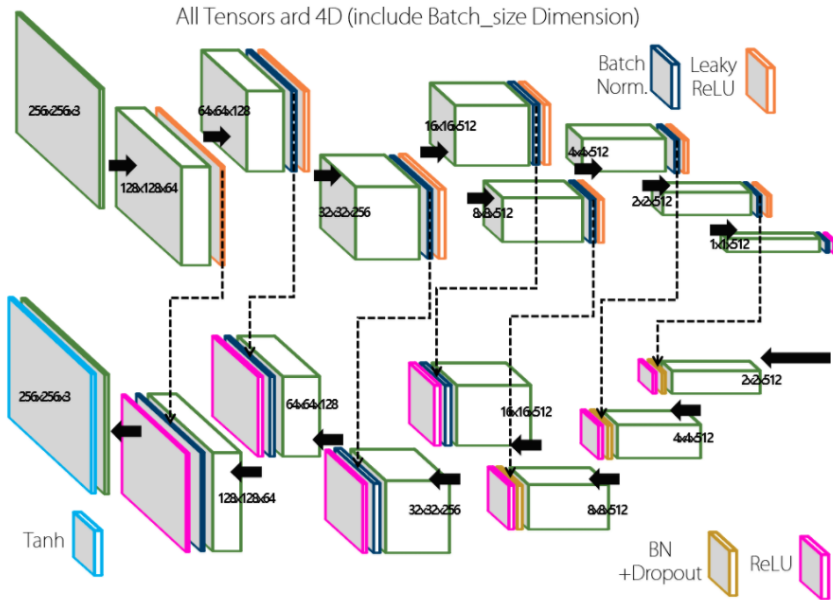 All Tensors ard 4D (include Batch_size Dimension)
Batch
Norm.
Leaky
ReLU
256x256x3
128x128x64
64x64x128
32x32x256
16x16x512
8x8x512
4x4x512
2x2x512
1x1x512
256x256x3
128x128x64
64x64x128
32x32x256
16x16x512
8x8x512
4x4x512
2x2x512
Tanh
BN
+Dropout
ReLU